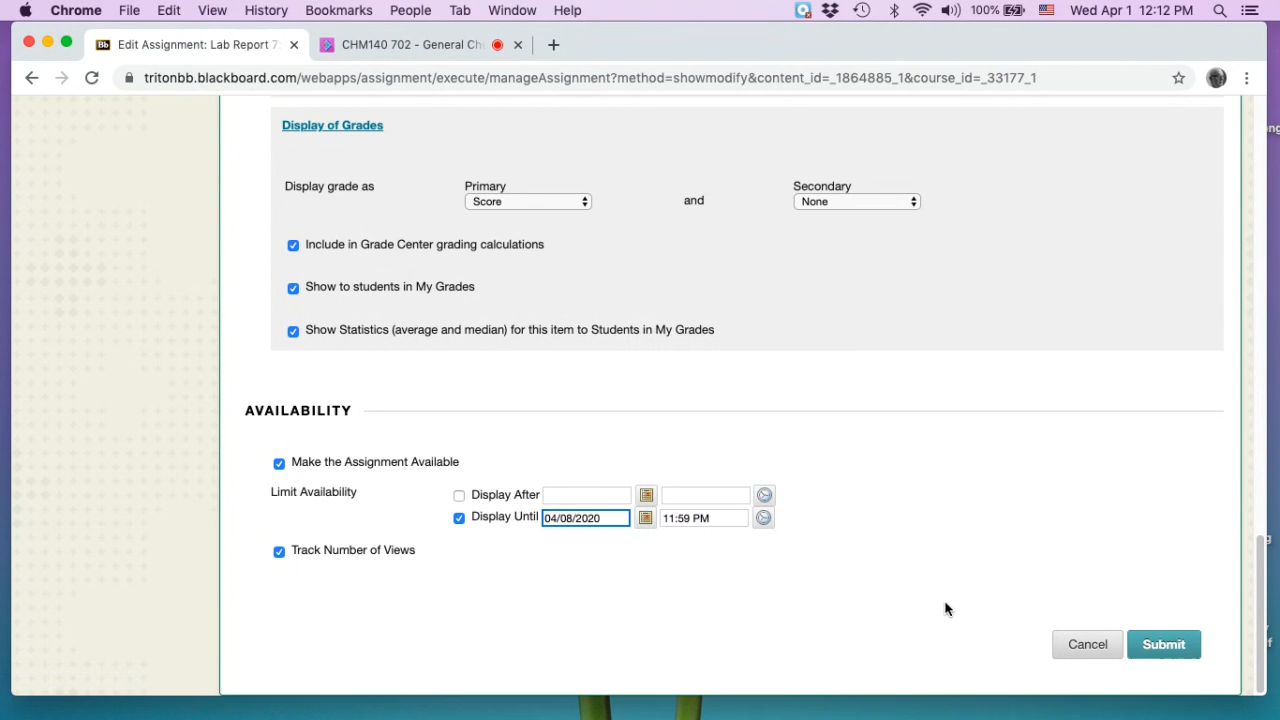 Chrome File Edit View History Bookmarks People Tab Window Help 100% Wed Apr 1 12:12 PM
Bb Edit Assignment: Lab Report 7 CHM140 702 - General Ch
tritonbb.blackboard.com/webapps/assignment/execute/manageAssignment?method=showmodify&content_id=_1864885_1&course_id=_33177_1
Display of Grades
Display grade as Primary Score and Secondary None
Include in Grade Center grading calculations
Show to students in My Grades
Show Statistics (average and median) for this item to Students in My Grades
AVAILABILITY
Make the Assignment Available
Limit Availability Display After
Display Until 04/08/2020 11:59 PM
Track Number of Views
Cancel Submit